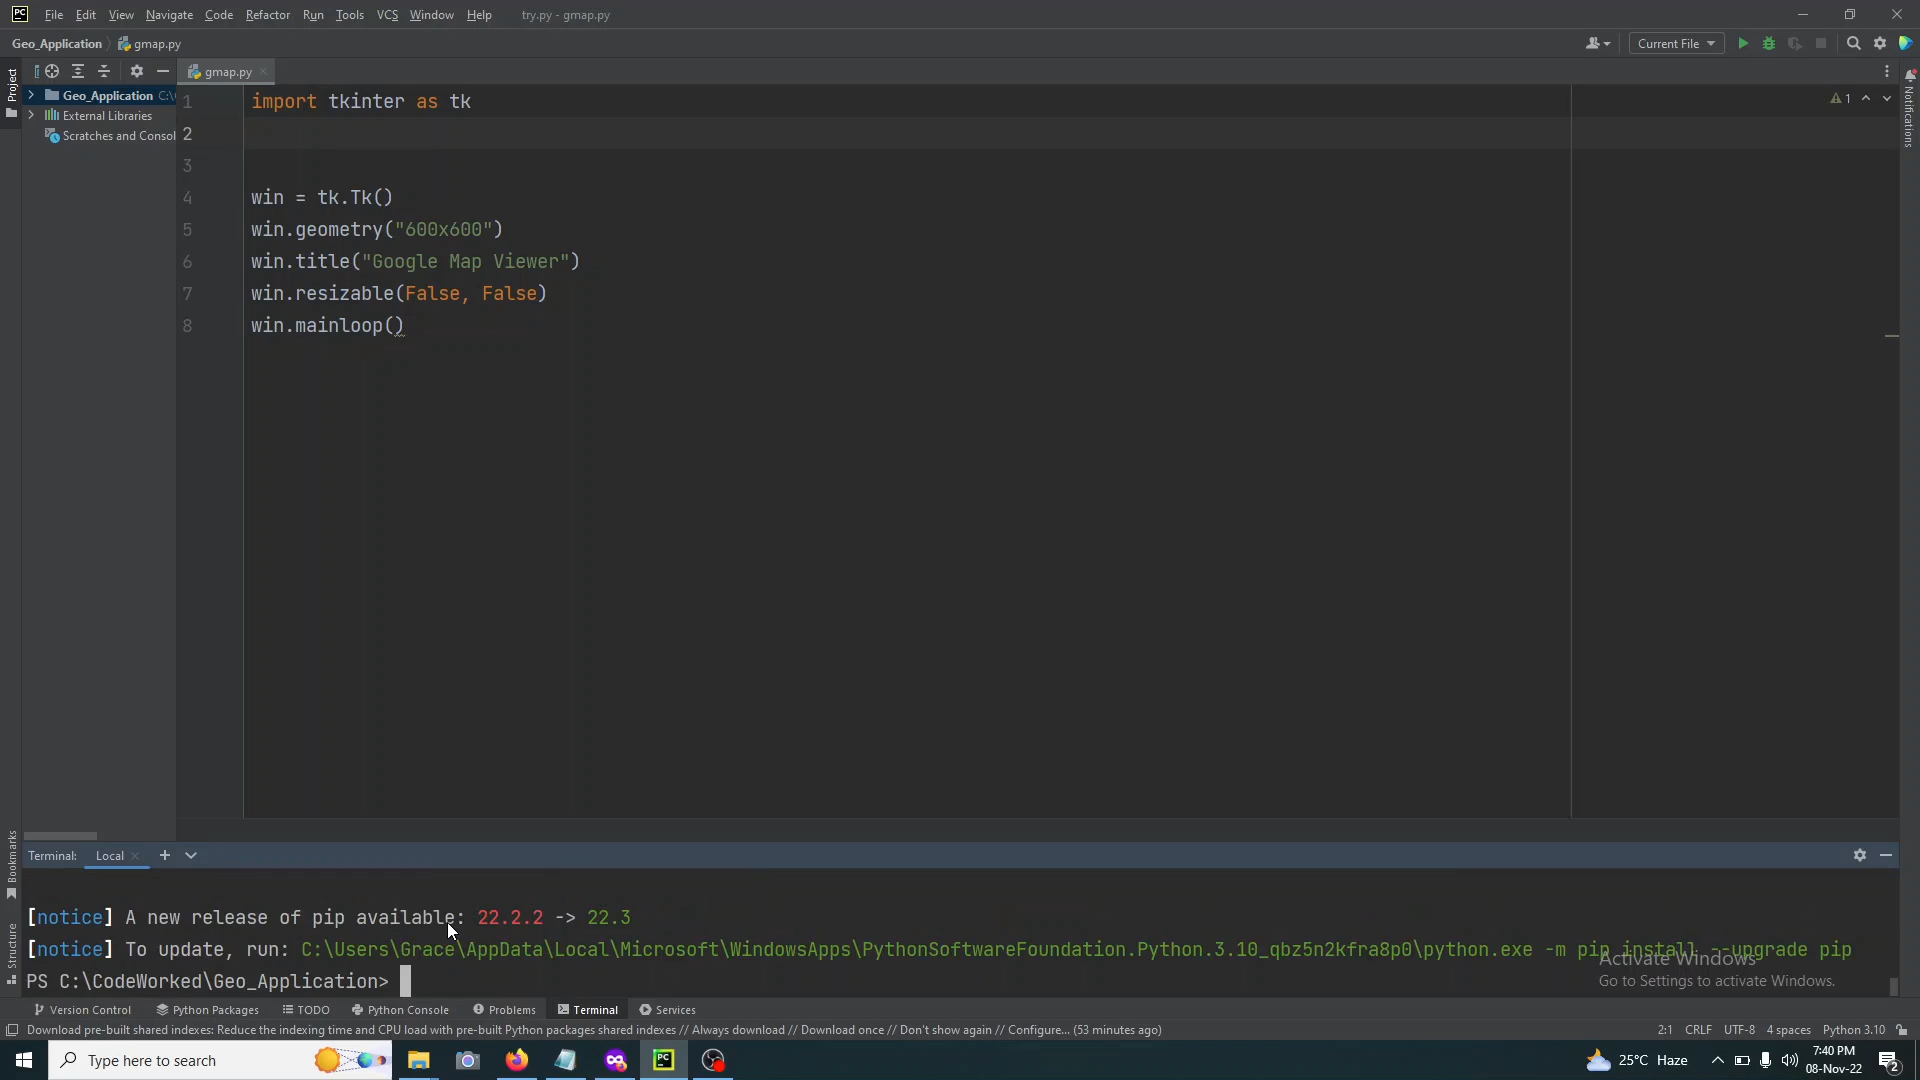 File Edit View Navigate Code Refactor Run Tools VCS Window Help try.py - gmap.py
Geo_Application gmap.py Current File
Project
gmap.py
Geo_Application C:\
External Libraries
Scratches and Consol
1 import tkinter as tk
2
3
4 win = tk.Tk()
5 win.geometry("600x600")
6 win.title("Google Map Viewer")
7 win.resizable(False, False)
8 win.mainloop()
1
Notifications
Bookmarks
Structure
Terminal: Local
[notice] A new release of pip available: 22.2.2 -> 22.3
[notice] To update, run: C:\Users\Grace\AppData\Local\Microsoft\WindowsApps\PythonSoftwareFoundation.Python.3.10_qbz5n2kfra8p0\python.exe -m pip install --upgrade pip
PS C:\CodeWorked\Geo_Application>
Activate Windows
Go to Settings to activate Windows.
Version Control Python Packages TODO Python Console Problems Terminal Services
Download pre-built shared indexes: Reduce the indexing time and CPU load with pre-built Python packages shared indexes // Always download // Download once // Don't show again // Configure... (53 minutes ago) 2:1 CRLF UTF-8 4 spaces Python 3.10
Type here to search
25°C Haze
7:40 PM
08-Nov-22
2